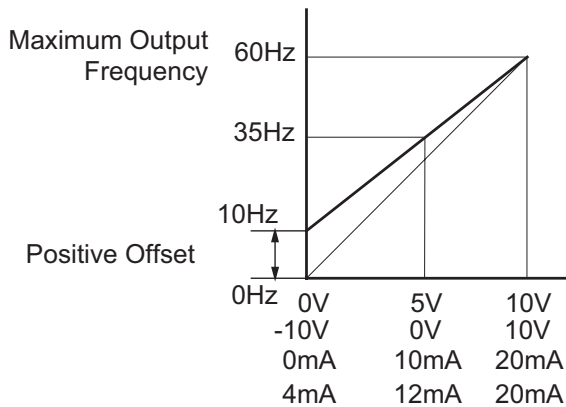 Maximum Output
Frequency
60Hz
35Hz
10Hz
Positive Offset
0Hz
0V 5V 10V
-10V 0V 10V
0mA 10mA 20mA
4mA 12mA 20mA